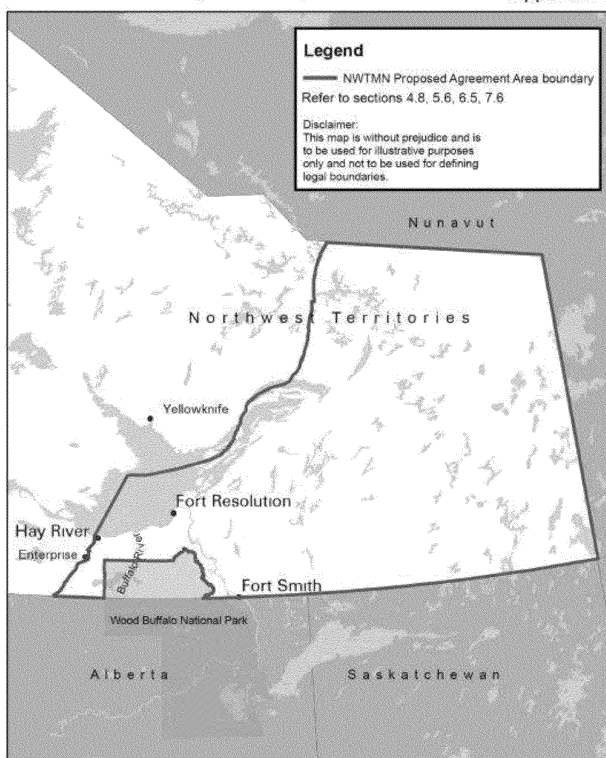 Legend
NWTMN Proposed Agreement Area boundary
Refer to sections 4.8, 5.6, 6.5, 7.6
Disclaimer:
This map is without prejudice and is
to be used for illustrative purposes
only and not to be used for defining
legal boundaries.
Nunavut
Northwest Territories
Yellowknife
Fort Resolution
Hay River
Enterprise
Buffalo River
Fort Smith
Wood Buffalo National Park
Alberta
Saskatchewan